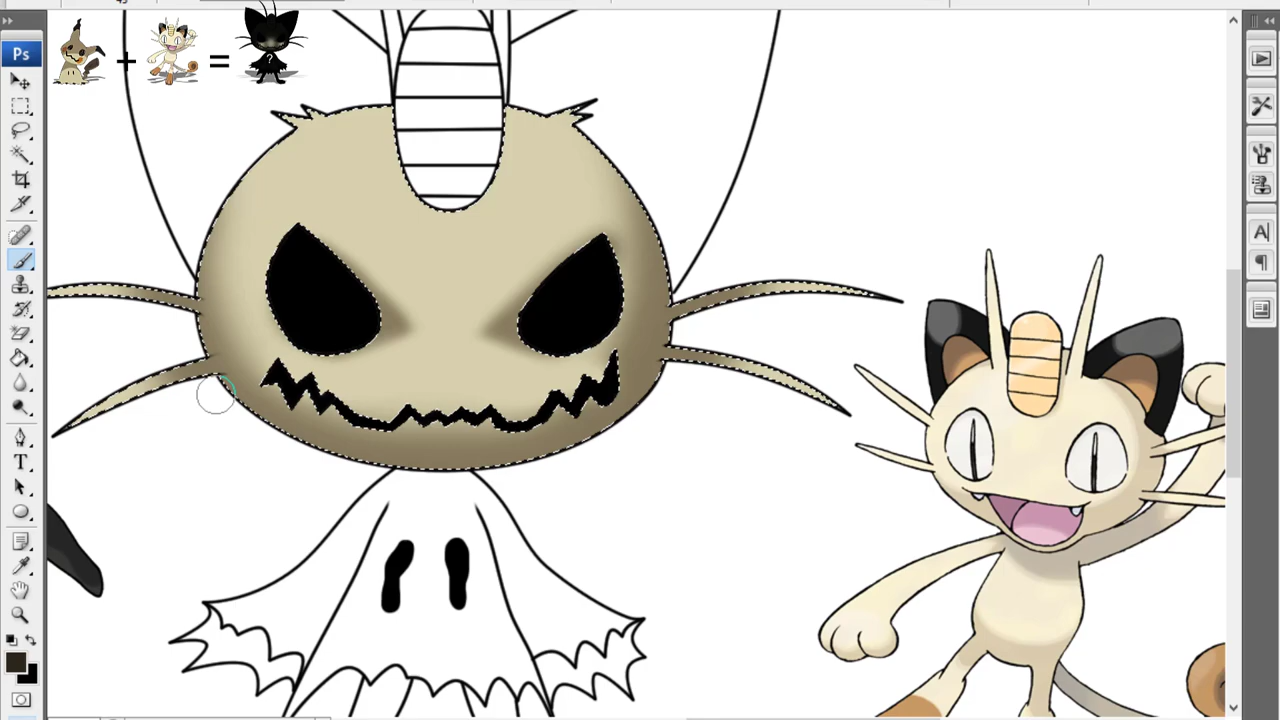 Ps
+ = ?
T
A
¶